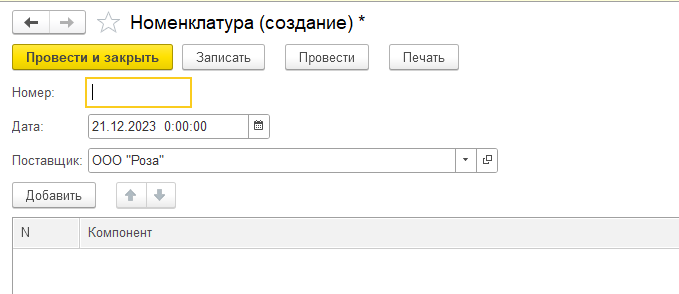 Номенклатура (создание) *
Провести и закрыть Записать Провести Печать
Номер:
Дата: 21.12.2023 0:00:00
Поставщик: ООО "Роза"
Добавить
N Компонент